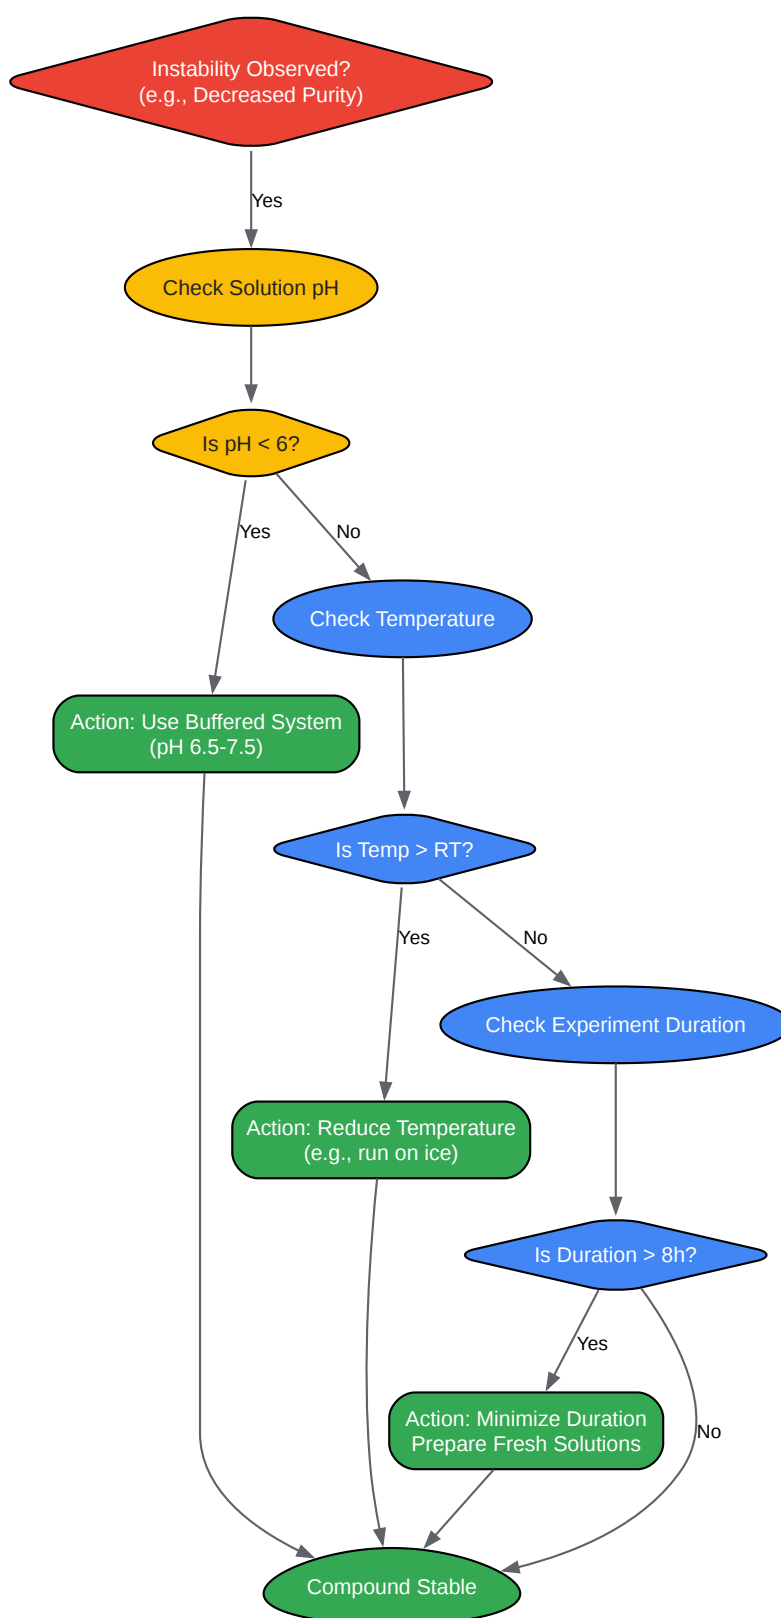 Instability Observed?
(e.g., Decreased Purity)
Yes
Check Solution pH
Is pH < 6?
Yes
No
Check Temperature
Action: Use Buffered System
(pH 6.5-7.5)
Is Temp > RT?
Yes
No
Check Experiment Duration
Action: Reduce Temperature
(e.g., run on ice)
Is Duration > 8h?
Yes
Action: Minimize Duration
Prepare Fresh Solutions
No
Compound Stable